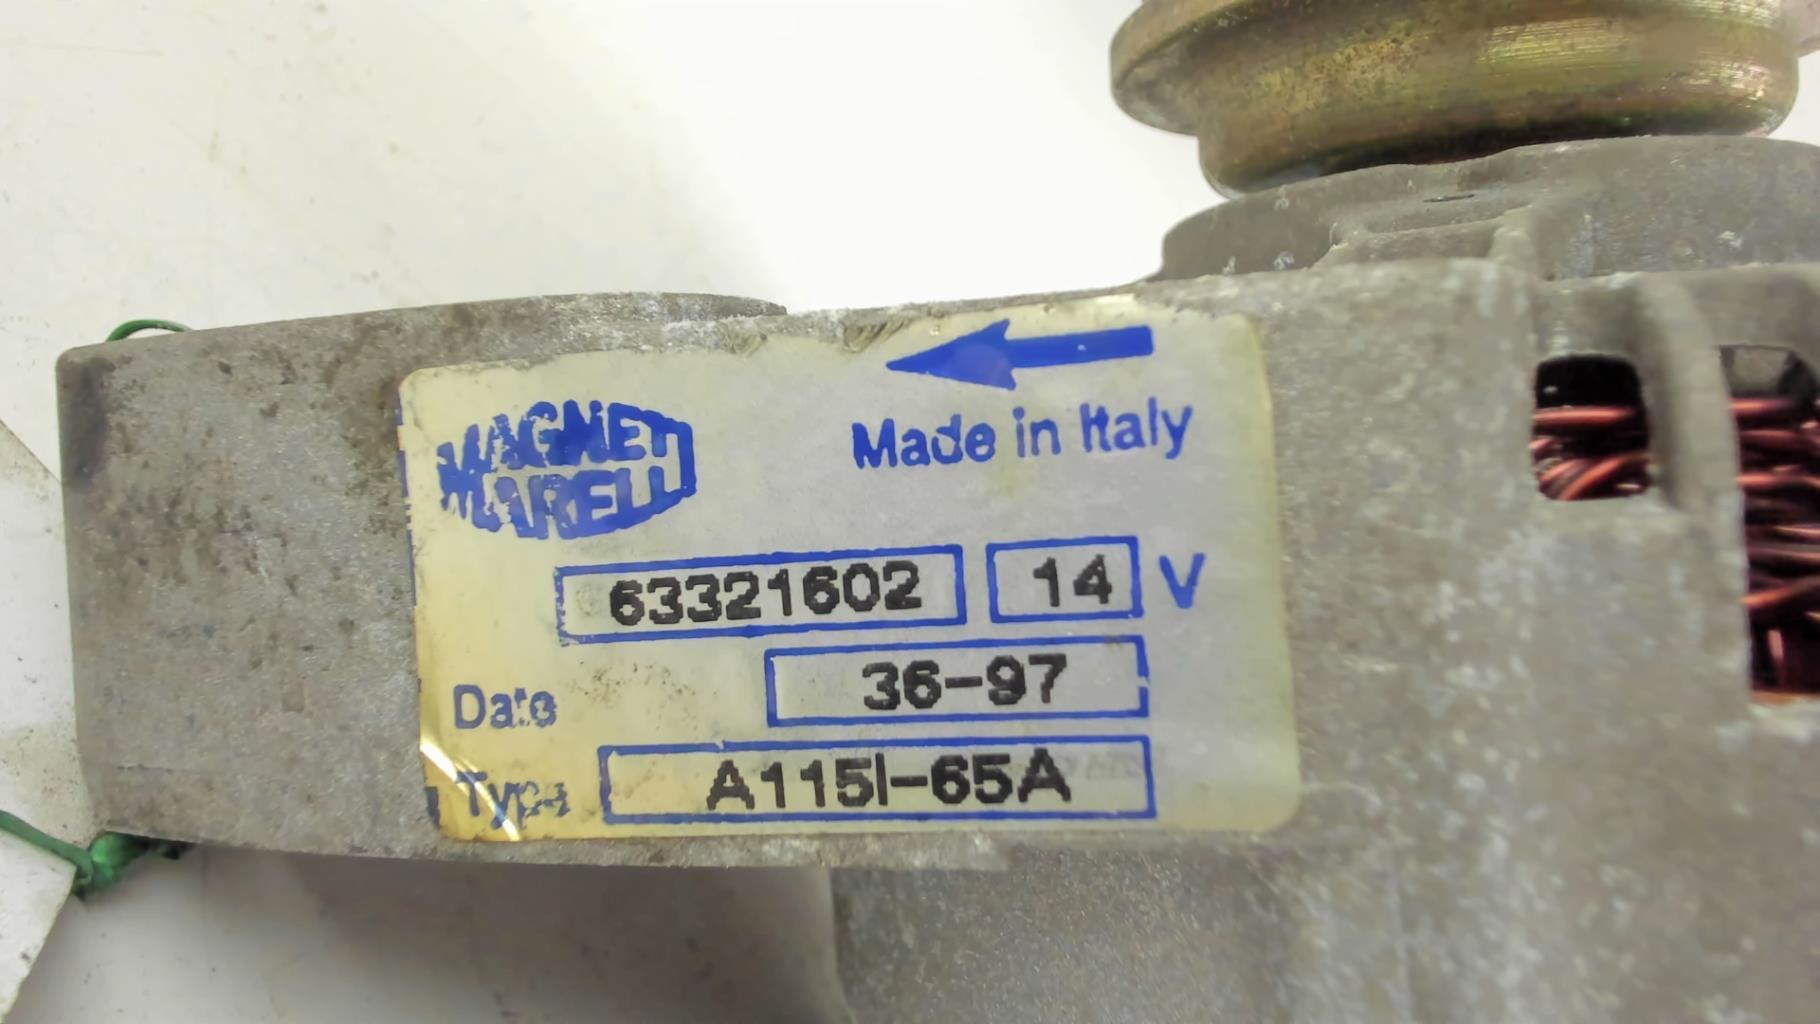 MAGNETI
MARELLI
Made in Italy
63321602 14 V
Date 36-97
Type A115I-65A